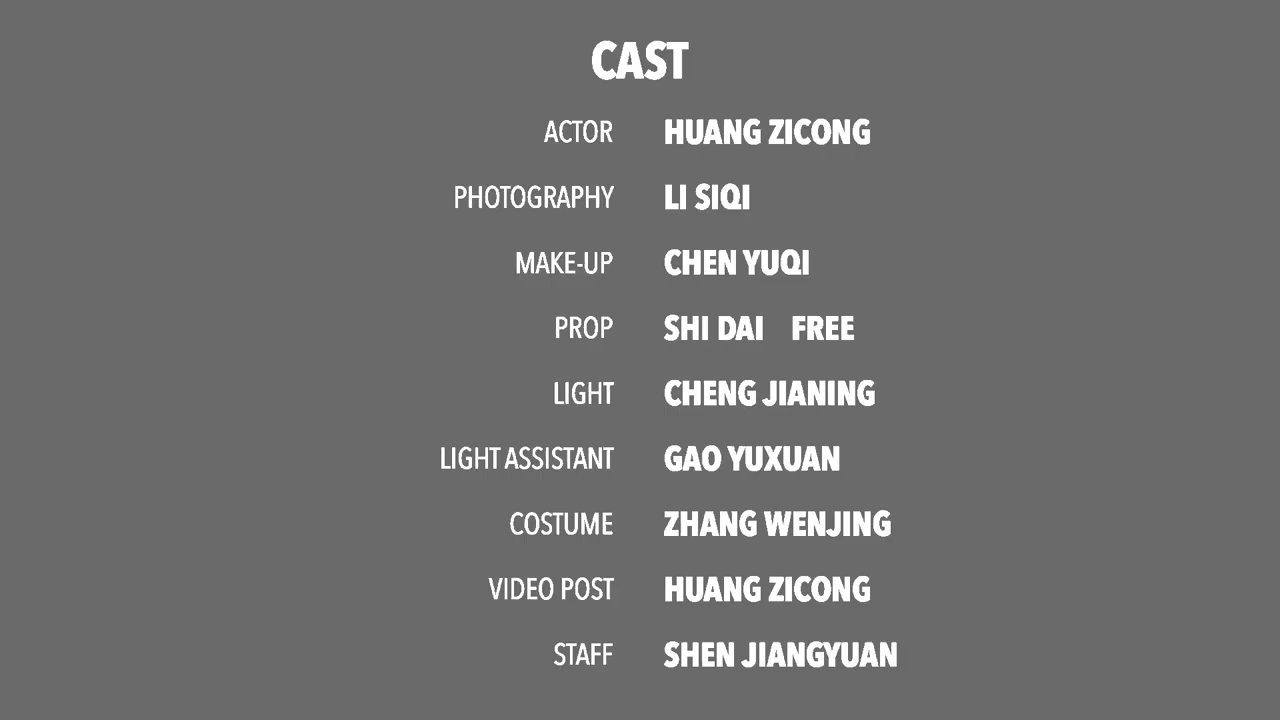 CAST
ACTOR HUANG ZICONG
PHOTOGRAPHY LI SIQI
MAKE-UP CHEN YUQI
PROP SHI DAI FREE
LIGHT CHENG JIANING
LIGHT ASSISTANT GAO YUXUAN
COSTUME ZHANG WENJING
VIDEO POST HUANG ZICONG
STAFF SHEN JIANGYUAN